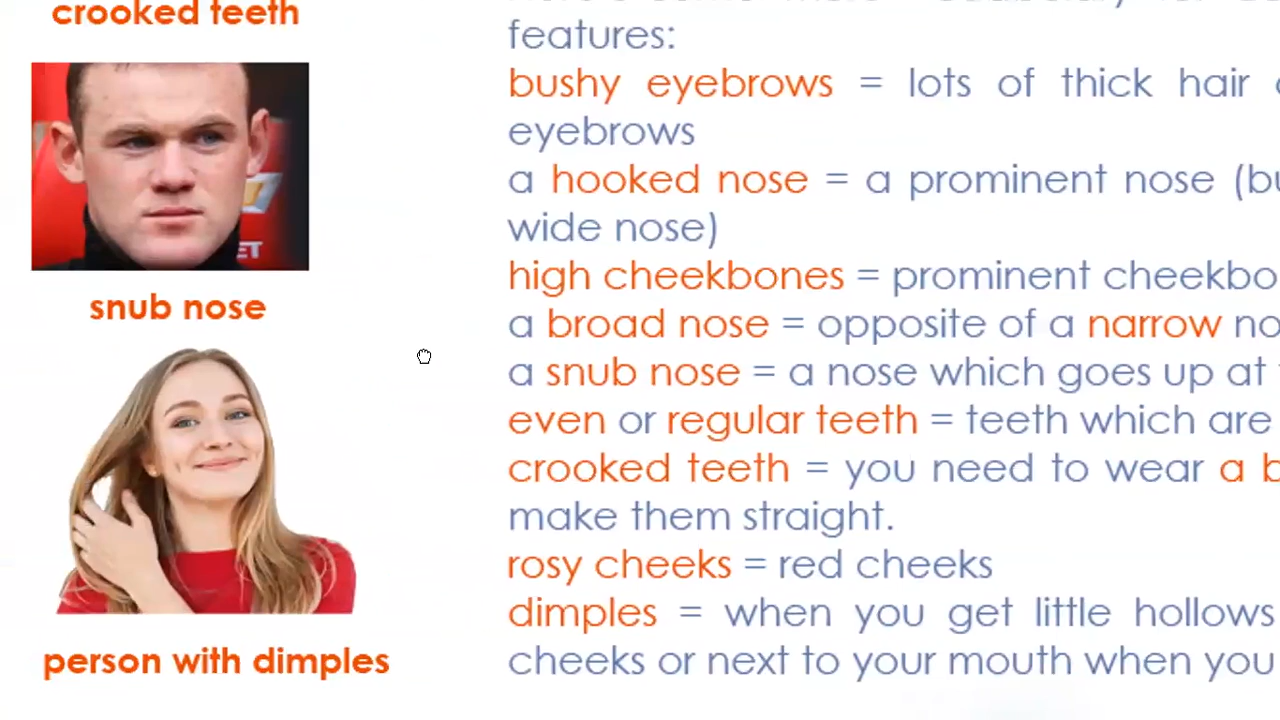 crooked teeth
snub nose
person with dimples
features:
bushy eyebrows = lots of thick hair
eyebrows
a hooked nose = a prominent nose
wide nose)
high cheekbones = prominent
a broad nose = opposite of a narrow
a snub nose = a nose which goes up at
even or regular teeth = teeth which are
crooked teeth = you need to wear a
make them straight.
rosy cheeks = red cheeks
dimples = when you get little hollows
cheeks or next to your mouth when you